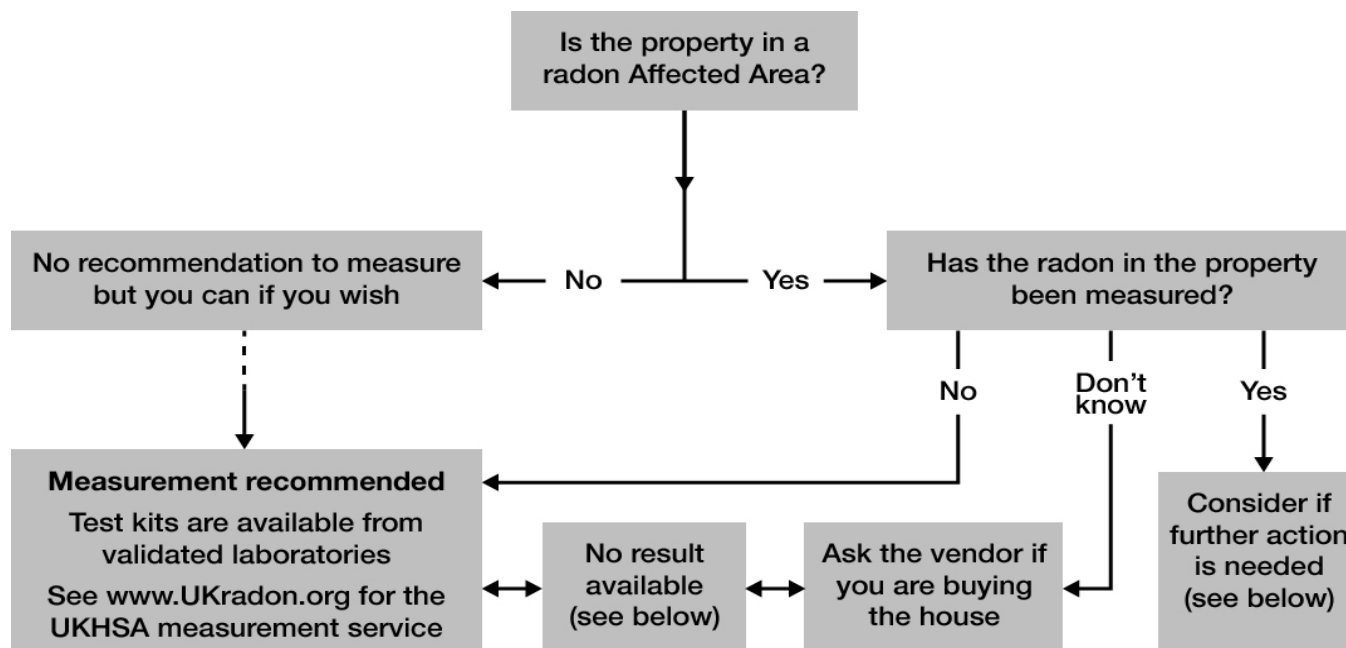 Is the property in a
radon Affected Area?
No recommendation to measure
but you can if you wish
No
Yes
Has the radon in the property
been measured?
No
Don't
know
Yes
Measurement recommended
Test kits are available from
validated laboratories
See www.UKradon.org for the
UKHSA measurement service
No result
available
(see below)
Ask the vendor if
you are buying
the house
Consider if
further action
is needed
(see below)